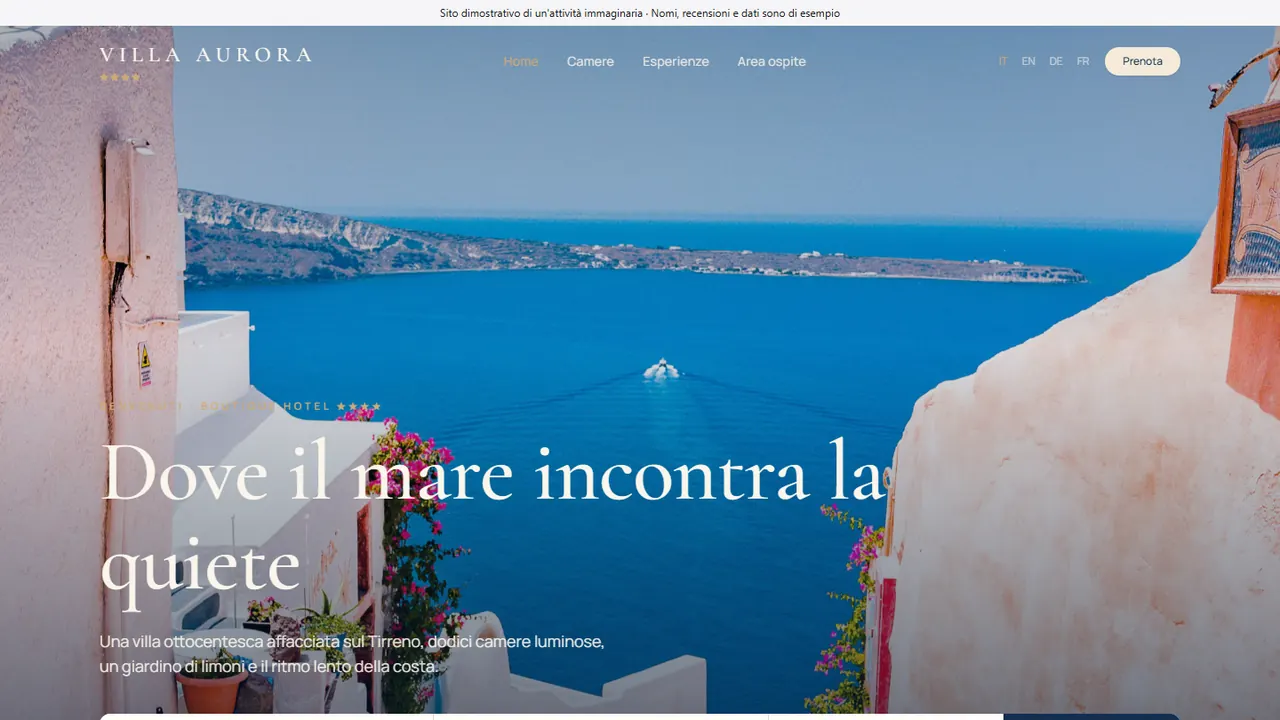 Sito dimostrativo di un'attività immaginaria · Nomi, recensioni e dati sono di esempio
VILLA AURORA
★★★★
Home Camere Esperienze Area ospite
IT EN DE FR Prenota
HOTEL ★★★★
Dove il mare incontra la
quiete
Una villa ottocentesca affacciata sul Tirreno, dodici camere luminose,
un giardino di limoni e il ritmo lento della costa.